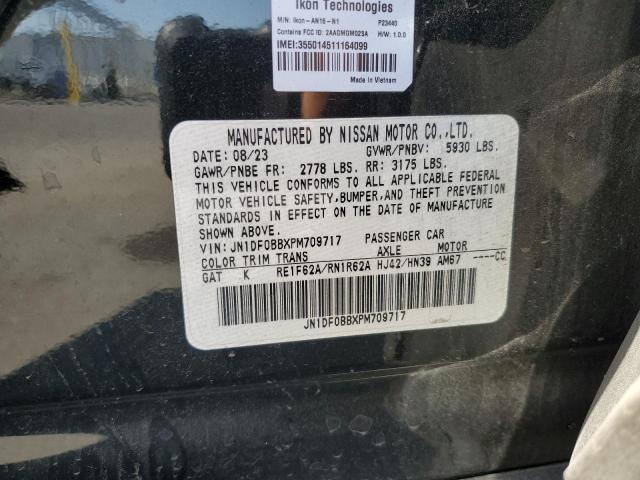 Ikon Technologies
M/N: Ikon-AN16-N1 P23440
Contains FCC ID: 2AAGMGM02SA H/W: 1.0.0
IMEI:355014511164099
Made in Vietnam
MANUFACTURED BY NISSAN MOTOR CO.,LTD.
DATE: 08/23 GVWR/PNBV: 5930 LBS.
GAWR/PNBE FR: 2778 LBS. RR: 3175 LBS.
THIS VEHICLE CONFORMS TO ALL APPLICABLE FEDERAL
MOTOR VEHICLE SAFETY, BUMPER, AND THEFT PREVENTION
STANDARDS IN EFFECT ON THE DATE OF MANUFACTURE
SHOWN ABOVE.
VIN: JN1DF0BBXPM709717 PASSENGER CAR
COLOR TRIM TRANS AXLE MOTOR
GAT K RE1F62A/RN1R62A HJ42/HN39 AM67 ----CC
JN1DF0BBXPM709717